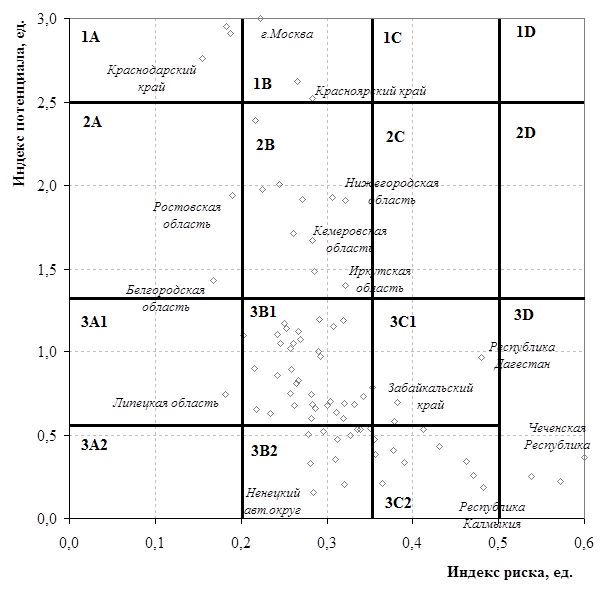 Индекс потенциала, ед.
3,0
2,5
2,0
1,5
1,0
0,5
0,0
1A
г.Москва
1C
1D
Краснодарский
край
1B
Красноярский край
2A
2B
2C
2D
Нижегородская
область
Ростовская
область
Кемеровская
область
Иркутская
область
Белгородская
область
3A1
3B1
3C1
3D
Республика
Дагестан
Забайкальский
край
Липецкая область
Чеченская
Республика
3A2
3B2
Ненецкий
авт.округ
3C2
Республика
Калмыкия
0,0
0,1
0,2
0,3
0,4
0,5
0,6
Индекс риска, ед.